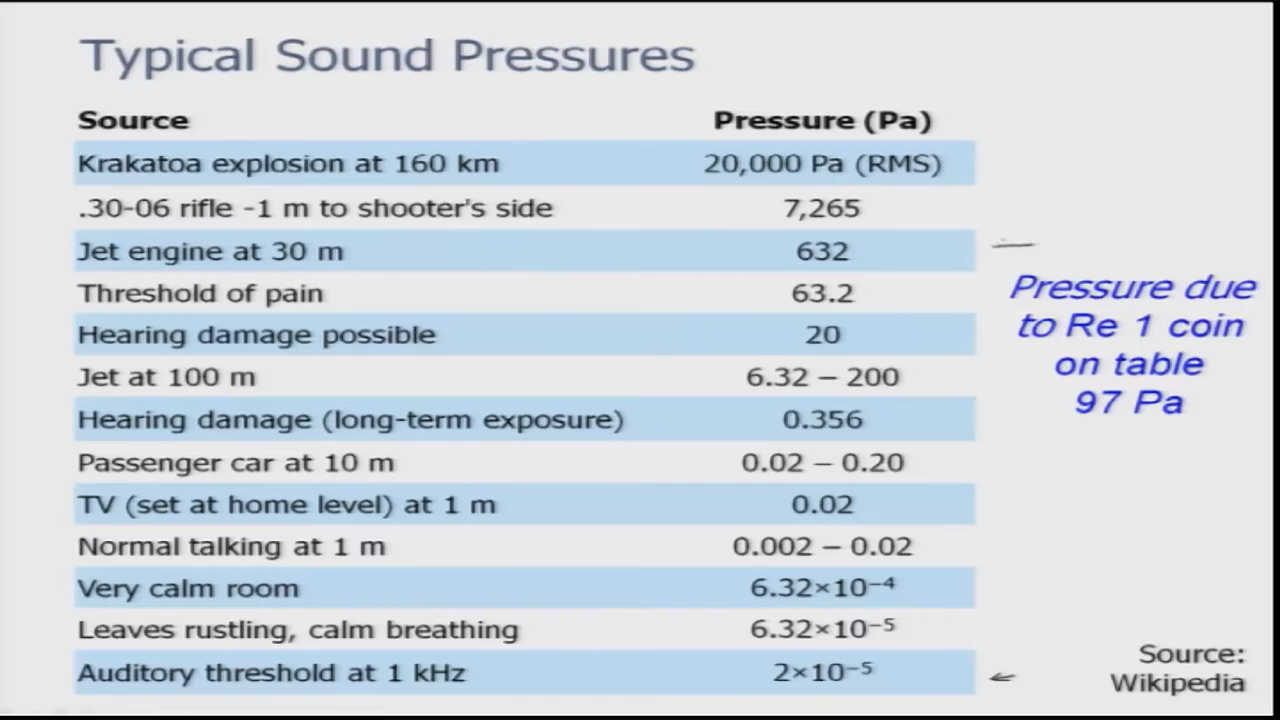 Typical Sound Pressures
Source Pressure (Pa)
Krakatoa explosion at 160 km 20,000 Pa (RMS)
.30-06 rifle -1 m to shooter's side 7,265
Jet engine at 30 m 632
Threshold of pain 63.2
Hearing damage possible 20
Jet at 100 m 6.32 – 200
Hearing damage (long-term exposure) 0.356
Passenger car at 10 m 0.02 – 0.20
TV (set at home level) at 1 m 0.02
Normal talking at 1 m 0.002 – 0.02
Very calm room 6.32×10⁻⁴
Leaves rustling, calm breathing 6.32×10⁻⁵
Auditory threshold at 1 kHz 2×10⁻⁵
Pressure due
to Re 1 coin
on table
97 Pa
Source:
Wikipedia